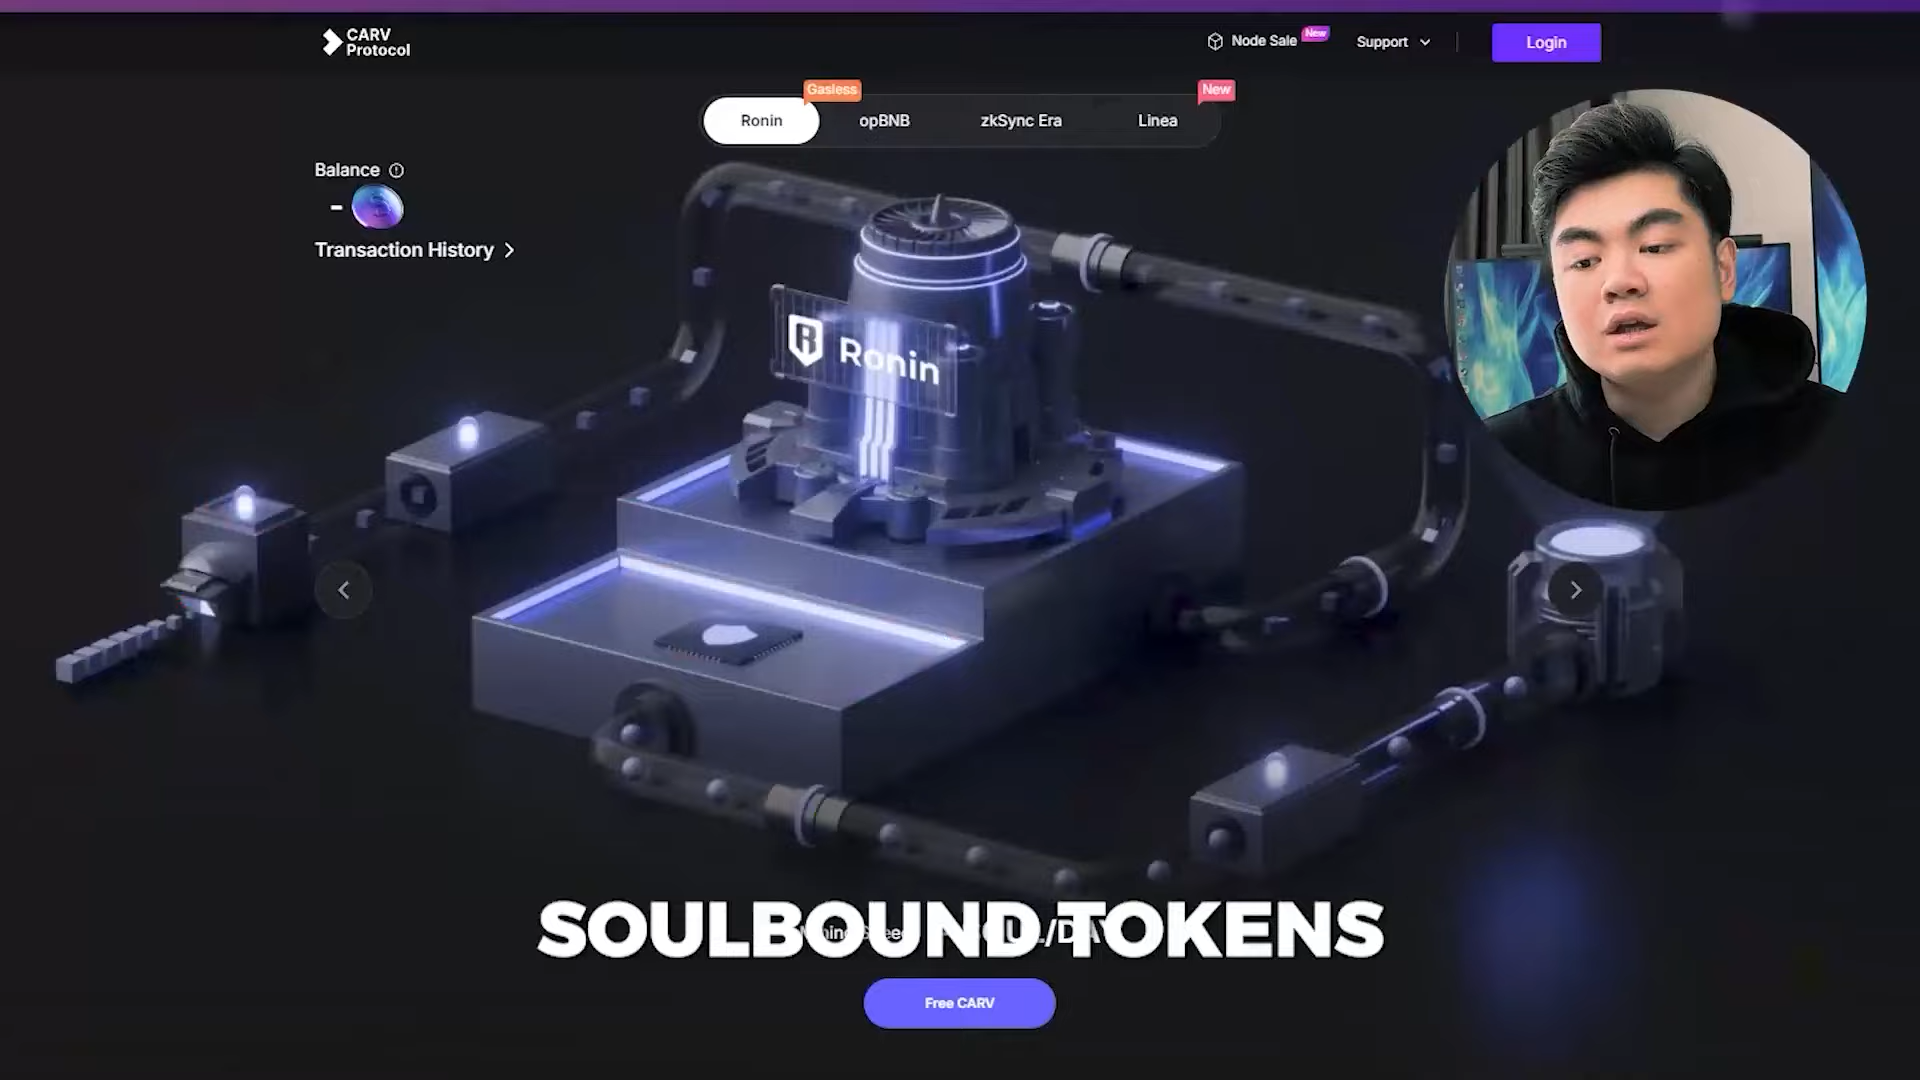 CARV
Protocol
Node Sale
New
Support
Login
Gasless
New
Ronin
opBNB
zkSync Era
Linea
Balance
-
Transaction History
Ronin
SOULBOUND TOKENS
Free CARV